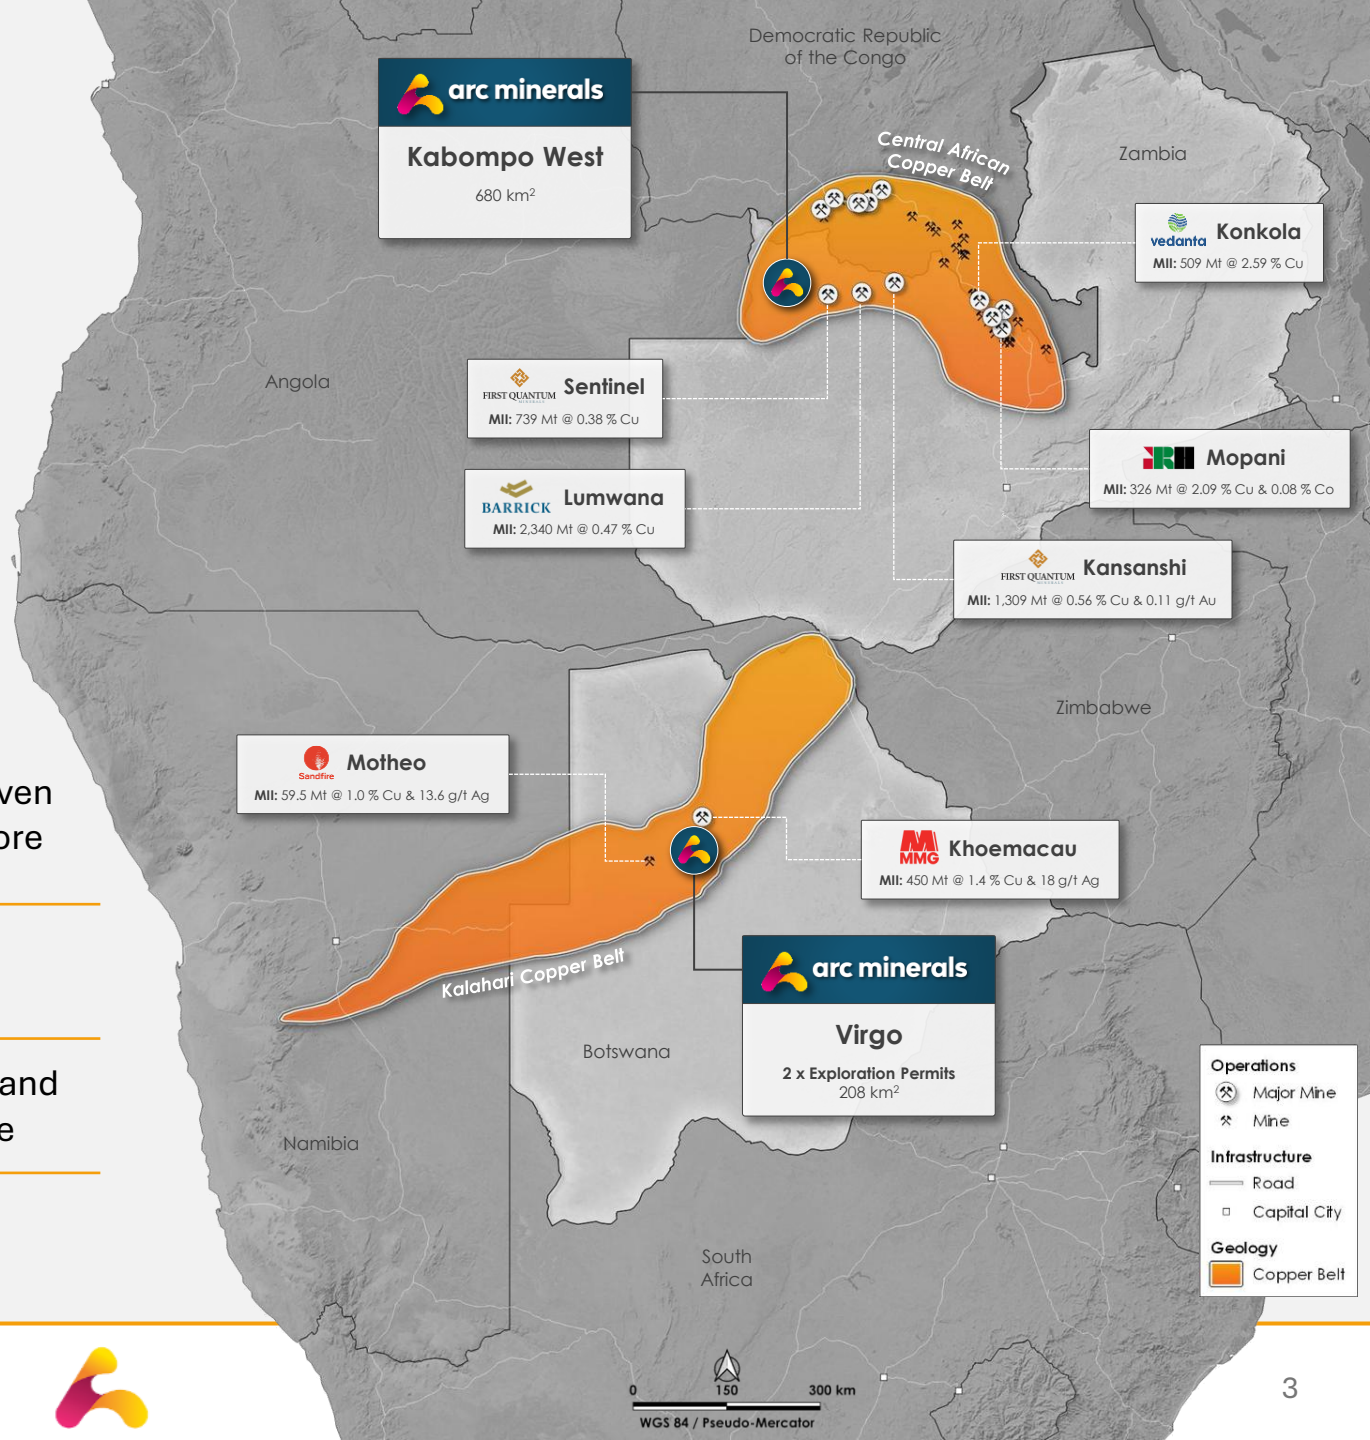 Democratic Republic
of the Congo
arc minerals
Kabompo West
680 km²
Central African
Copper Belt
Zambia
vedanta
Konkola
MII: 509 Mt @ 2.59 % Cu
Angola
FIRST QUANTUM
MINERALS
Sentinel
MII: 739 Mt @ 0.38 % Cu
IRH
Mopani
MII: 326 Mt @ 2.09 % Cu & 0.08 % Co
BARRICK
Lumwana
MII: 2,340 Mt @ 0.47 % Cu
FIRST QUANTUM
MINERALS
Kansanshi
MII: 1,309 Mt @ 0.56 % Cu & 0.11 g/t Au
Zimbabwe
Sandfire
Motheo
MII: 59.5 Mt @ 1.0 % Cu & 13.6 g/t Ag
ven
ore
MMG
Khoemacau
MII: 450 Mt @ 1.4 % Cu & 18 g/t Ag
Kalahari Copper Belt
arc minerals
Virgo
2 x Exploration Permits
208 km²
Botswana
and
e
Namibia
South
Africa
Operations
Major Mine
Mine
Infrastructure
Road
Capital City
Geology
Copper Belt
0 150 300 km
WGS 84 / Pseudo-Mercator
3